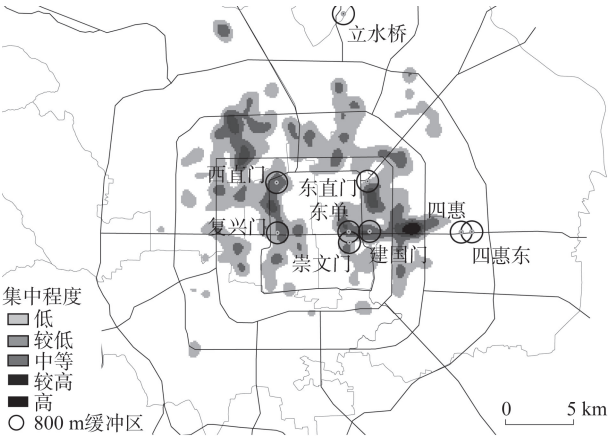 立水桥
西直门
东直门
东单
四惠
复兴门
崇文门
建国门
四惠东
集中程度
低
较低
中等
较高
高
800 m缓冲区
0 5 km